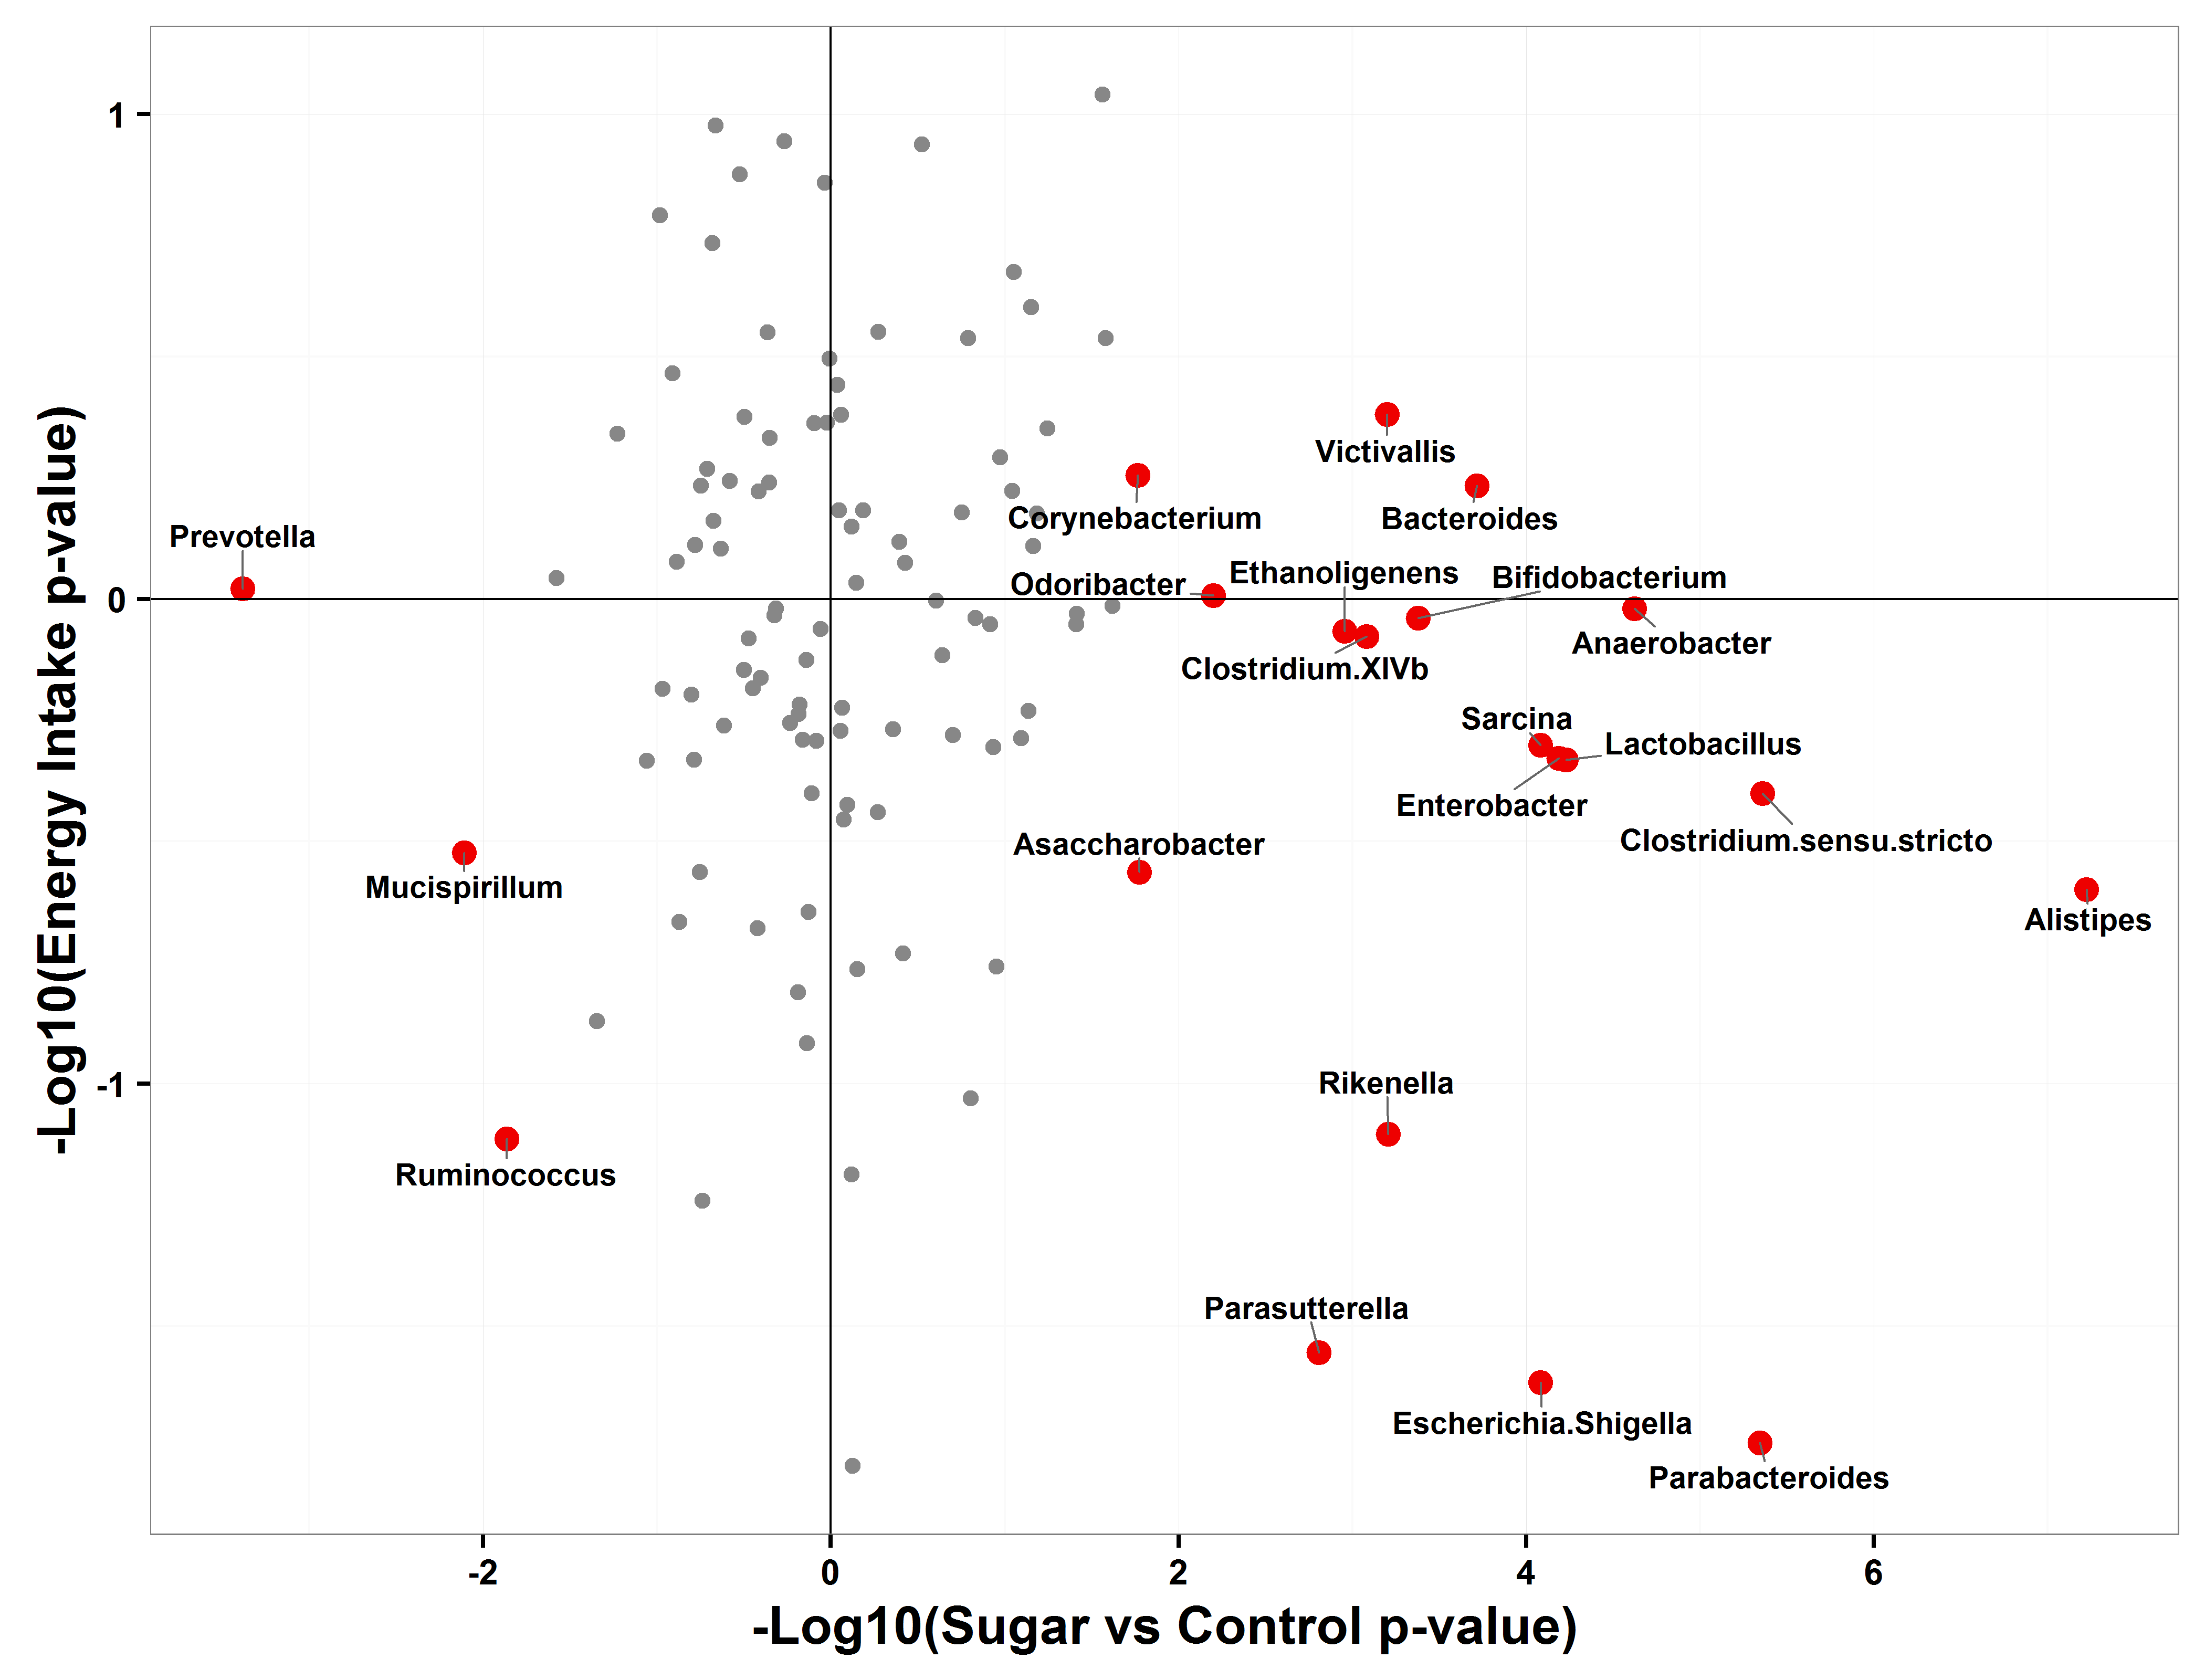 1
Victivallis
Corynebacterium
Bacteroides
Prevotella
Odoribacter
Ethanoligenens
Bifidobacterium
0
Anaerobacter
Clostridium.XIVb
Sarcina
Lactobacillus
Enterobacter
Clostridium.sensu.stricto
Asaccharobacter
Mucispirillum
Alistipes
-1
Rikenella
Ruminococcus
Parasutterella
Escherichia.Shigella
Parabacteroides
-Log10(Energy Intake p-value)
-2
0
2
4
6
-Log10(Sugar vs Control p-value)